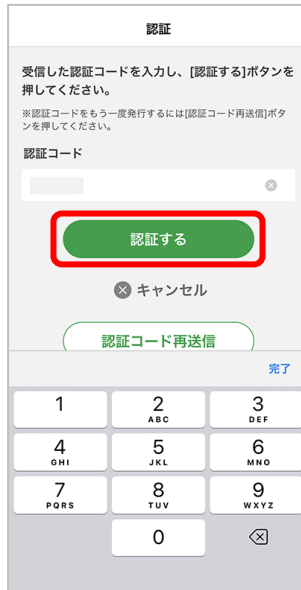 認証
受信した認証コードを入力し、[認証する]ボタンを
押してください。
※認証コードをもう一度発行するには[認証コード再送信]ボタ
ンを押してください。
認証コード
認証する
キャンセル
認証コード再送信
完了
1 2 3
ABC DEF
4 5 6
GHI JKL MNO
7 8 9
PQRS TUV WXYZ
0